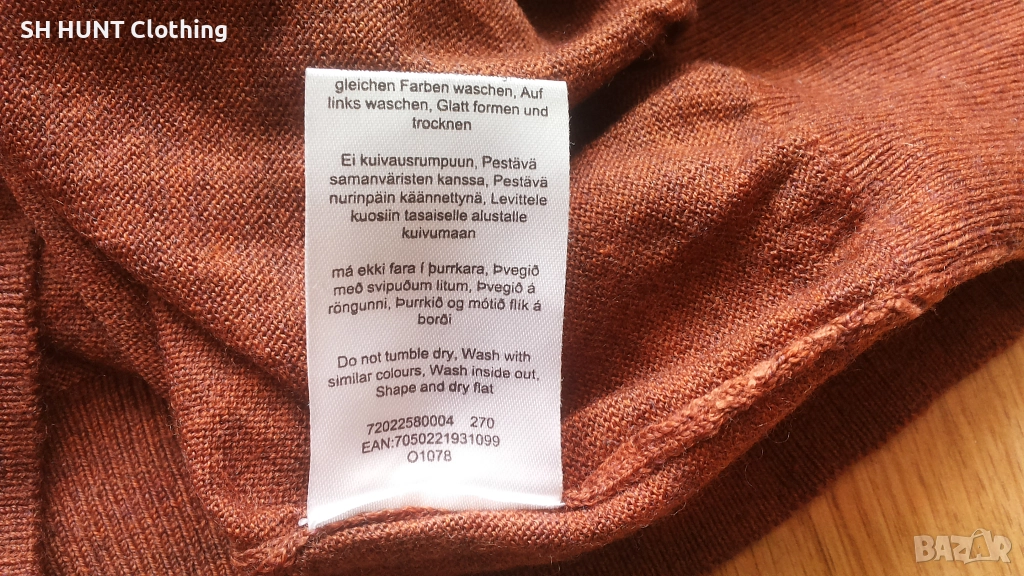 SH HUNT Clothing
gleichen Farben waschen, Auf
links waschen, Glatt formen und
trocknen
Ei kuivausrumpuun, Pestävä
samanväristen kanssa, Pestävä
nurinpäin käännettynä, Levittele
kuosiin tasaiselle alustalle
kuivumaan
má ekki fara í þurrkara, Þvegið
með svipuðum litum, Þvegið á
röngunni, Þurrkið og mótið flík á
borði
Do not tumble dry, Wash with
similar colours, Wash inside out,
Shape and dry flat
72022580004 270
EAN:7050221931099
O1078
BAZAR